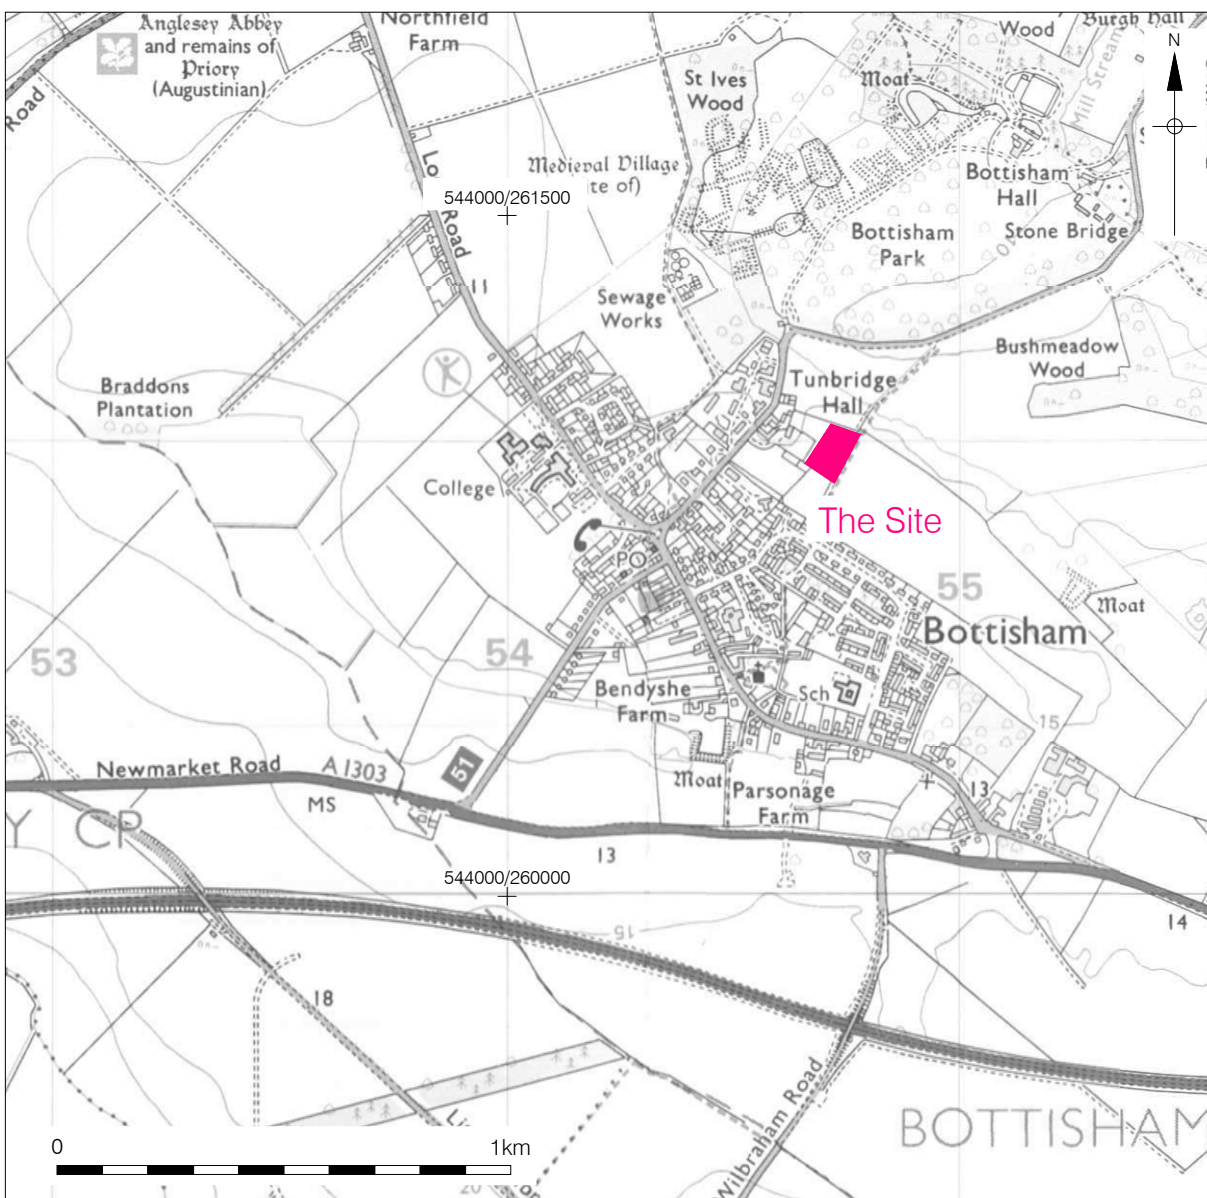 Anglesey Abbey
and remains of
Priory
(Augustinian)
Road
Northfield
Farm
St Ives
Wood
Moat
Wood
Burgh Hall
Mill Stream
N
Medieval Village
te of)
544000/261500
Lo
Road
11
Bottisham
Hall
Bottisham
Park
Stone Bridge
10
Sewage
Works
Bushmeadow
Wood
Braddons
Plantation
Tunbridge
Hall
College
The Site
PO
55
Moat
Bottisham
53
54
Bendyshe
Farm
Sch
15
Newmarket Road
A 1303
MS
51
Moat
Parsonage
Farm
13
Y CP
13
544000/260000
14
15
18
Wilbraham Road
BOTTISHAM
0
1km
20